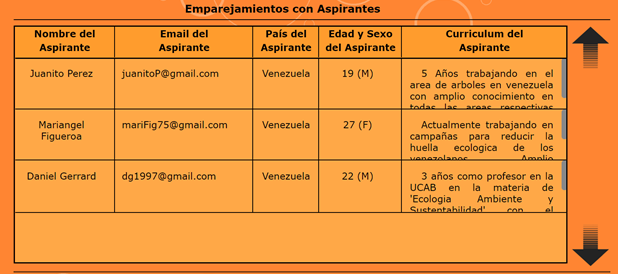 Emparejamientos con Aspirantes
Nombre del Aspirante Email del Aspirante País del Aspirante Edad y Sexo del Aspirante Curriculum del Aspirante
Juanito Perez juanitoP@gmail.com Venezuela 19 (M) 5 Años trabajando en el
area de arboles en venezuela
con amplio conocimiento en
todas las areas respectivas
Mariangel Figueroa mariFig75@gmail.com Venezuela 27 (F) Actualmente trabajando en
campañas para reducir la
huella ecologica de los
venezolanos. Amplio
Daniel Gerrard dg1997@gmail.com Venezuela 22 (M) 3 años como profesor en la
UCAB en la materia de
'Ecologia Ambiente y
Sustentabilidad' con el